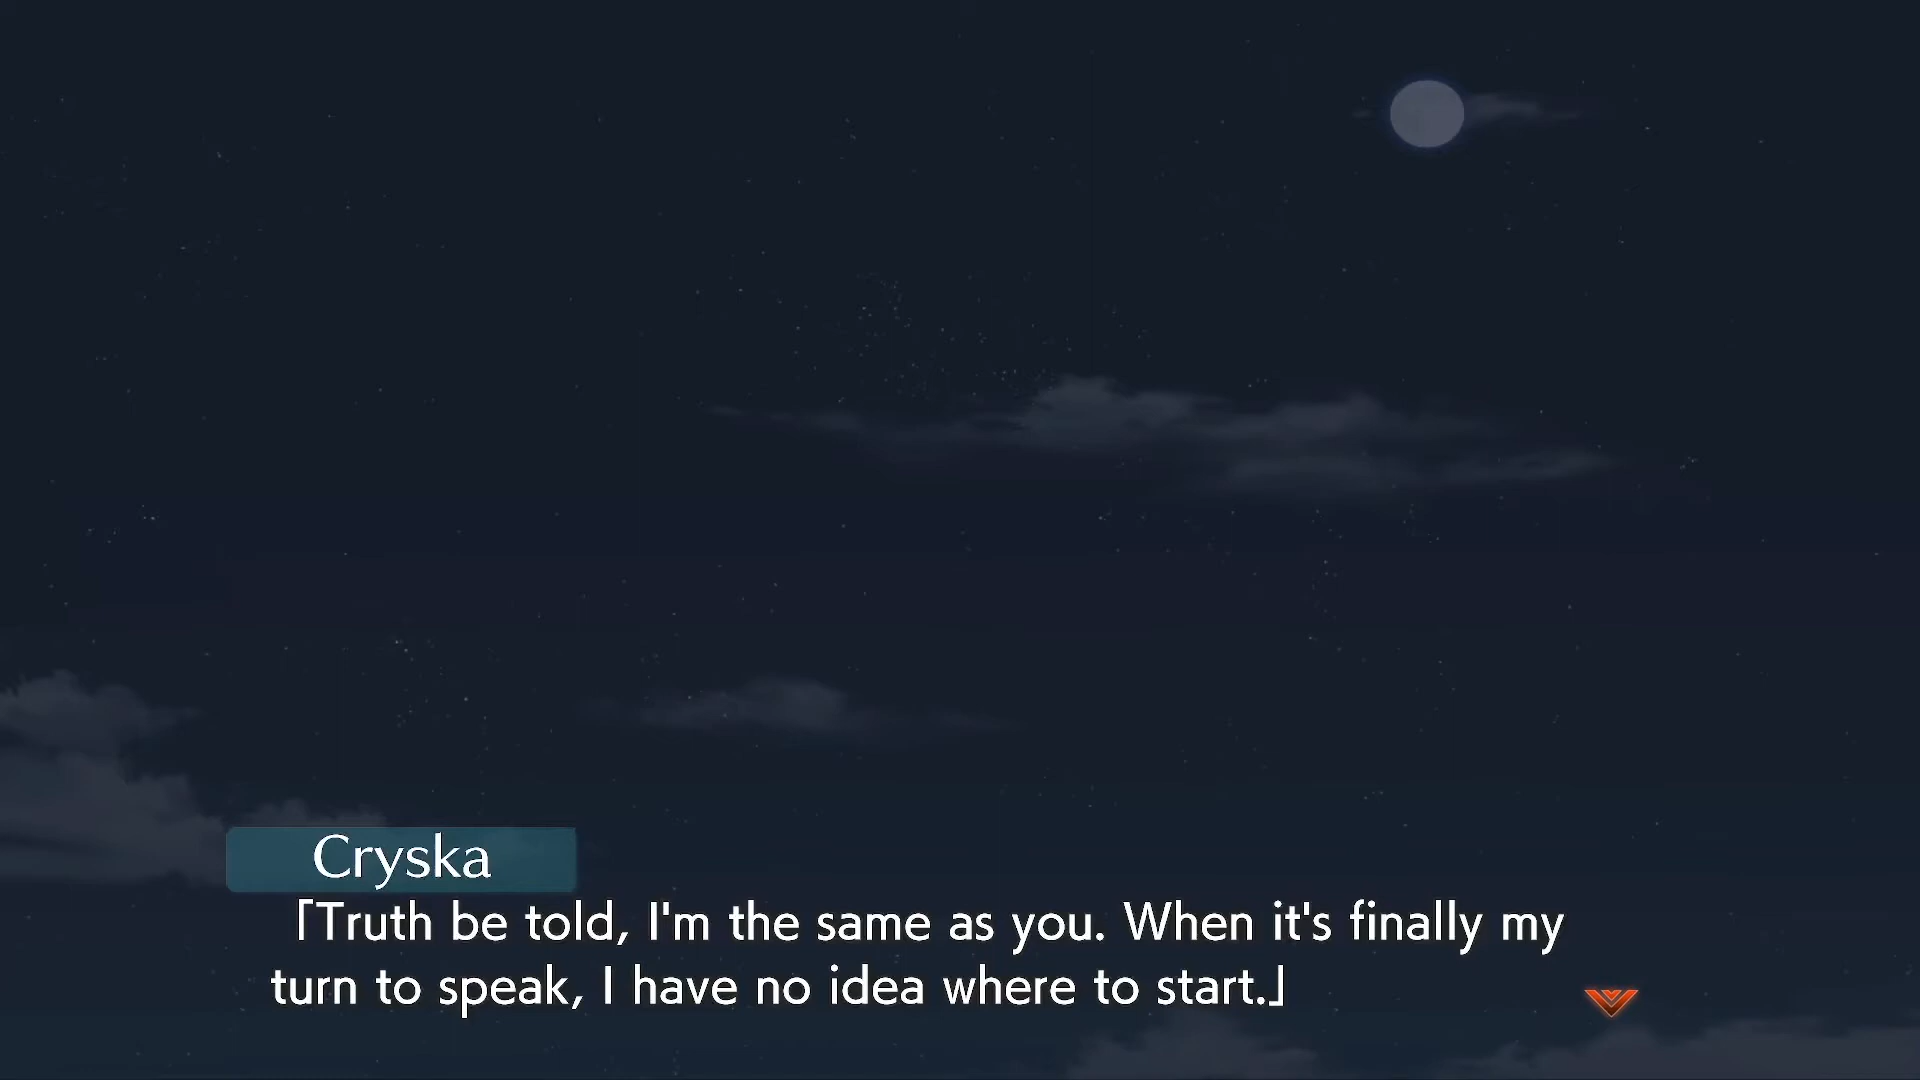 Cryska
「Truth be told, I'm the same as you. When it's finally my
turn to speak, I have no idea where to start.」